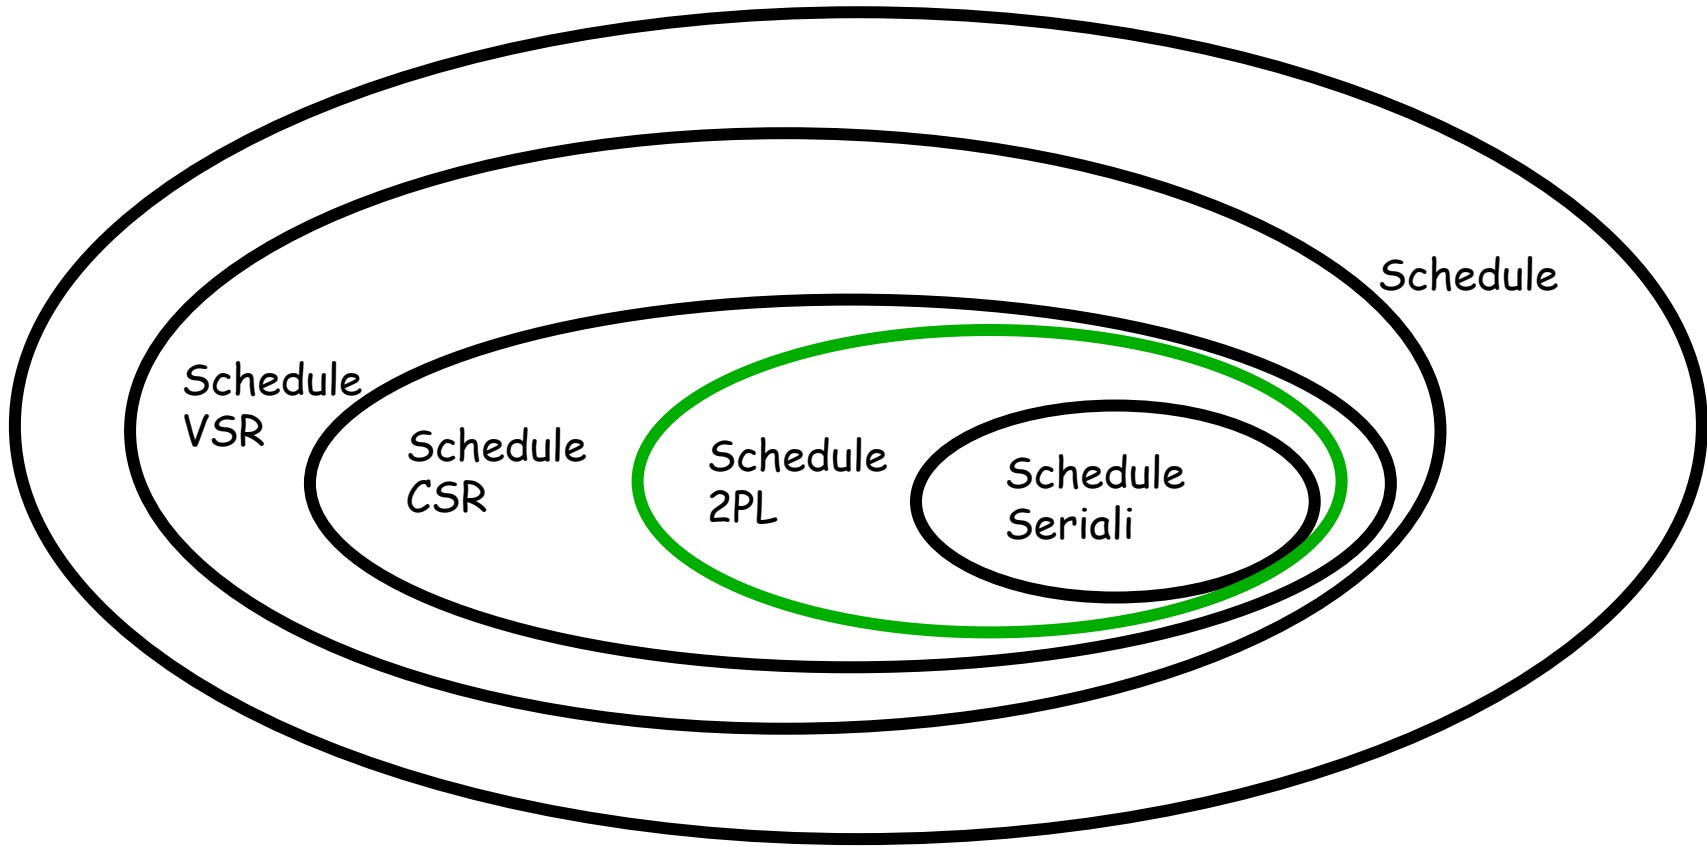 Schedule
Schedule
VSR
Schedule
CSR
Schedule
2PL
Schedule
Seriali